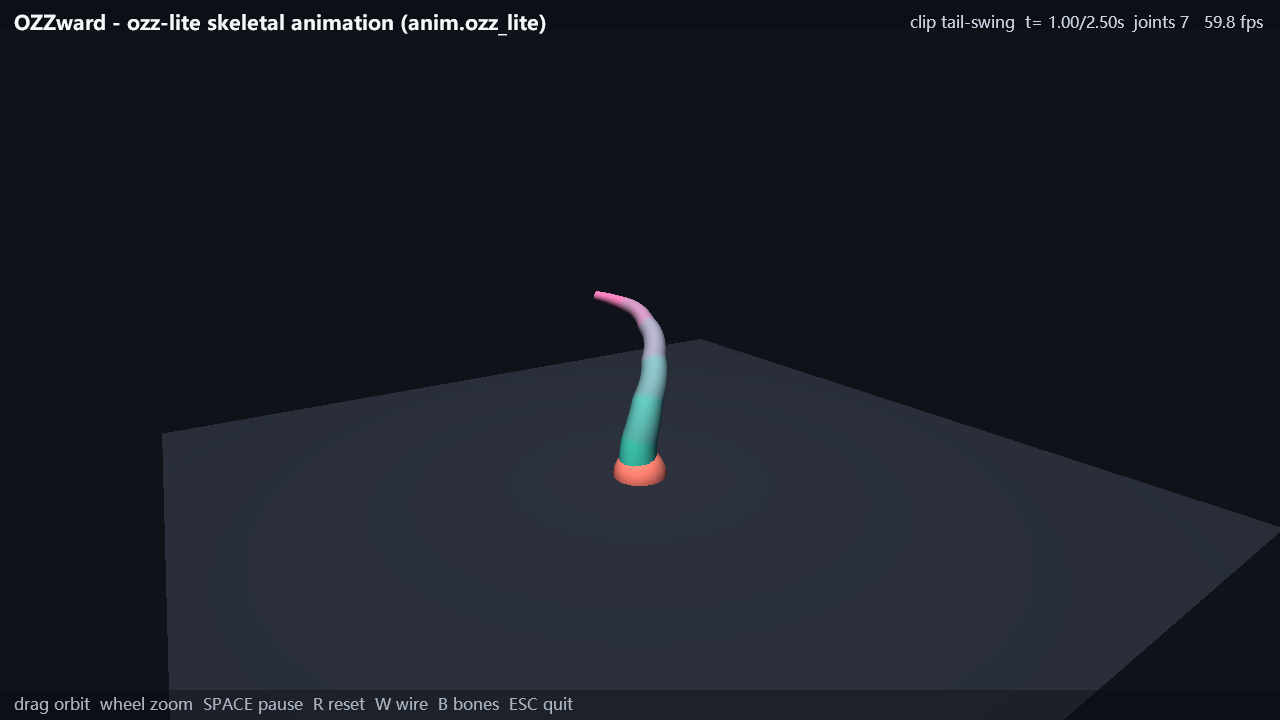 OZZward - ozz-lite skeletal animation (anim.ozz_lite)
clip tail-swing t= 1.00/2.50s joints 7 59.8 fps
drag orbit wheel zoom SPACE pause R reset W wire B bones ESC quit